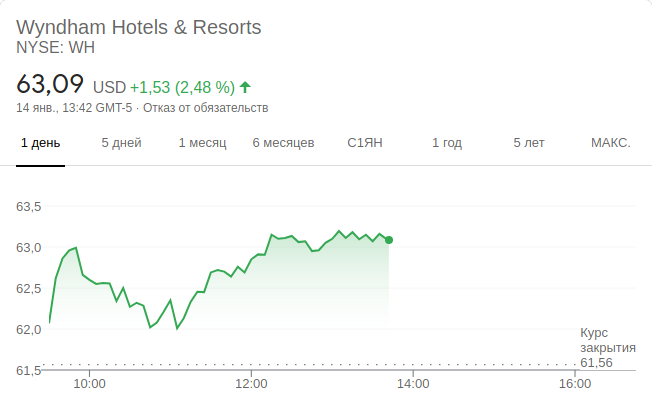 Wyndham Hotels & Resorts
NYSE: WH
63,09 USD +1,53 (2,48 %)
14 янв., 13:42 GMT-5 · Отказ от обязательств
1 день 5 дней 1 месяц 6 месяцев С1ЯН 1 год 5 лет МАКС.
63,5
63,0
62,5
62,0
Курс
закрытия
61,56
61,5
10:00 12:00 14:00 16:00